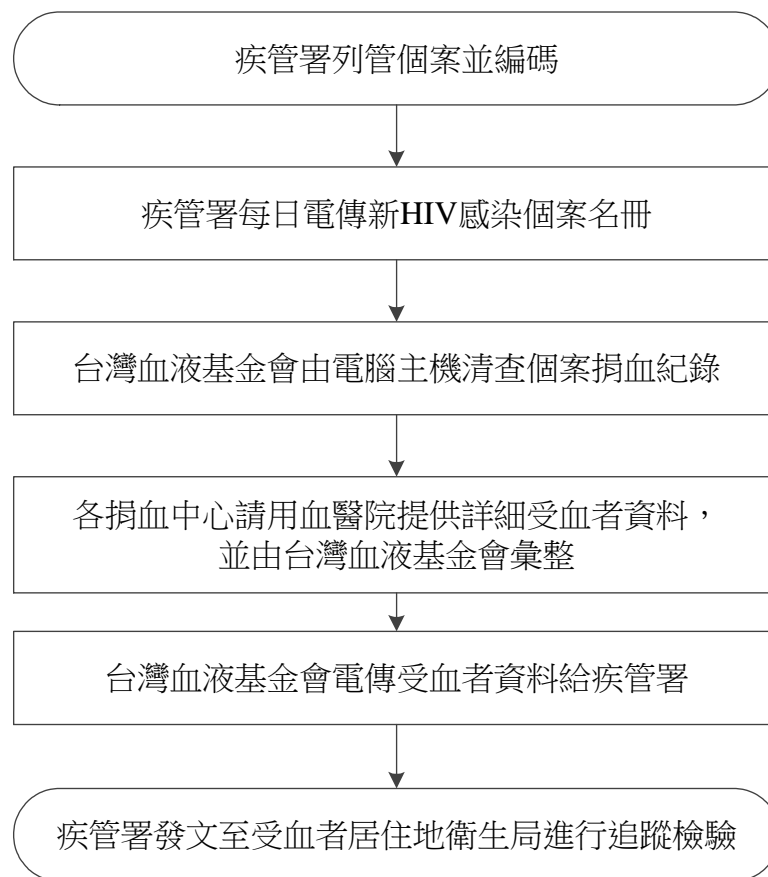 疾管署列管個案並編碼
疾管署每日電傳新HIV感染個案名冊
台灣血液基金會由電腦主機清查個案捐血紀錄
各捐血中心請用血醫院提供詳細受血者資料，
並由台灣血液基金會彙整
台灣血液基金會電傳受血者資料給疾管署
疾管署發文至受血者居住地衛生局進行追蹤檢驗